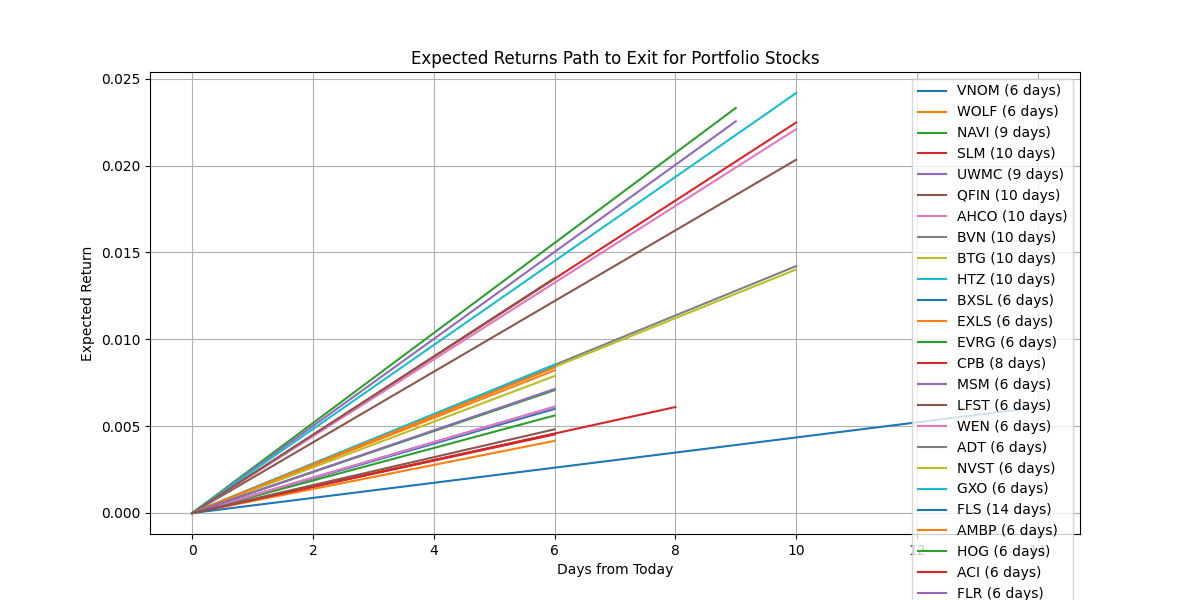 Expected Returns Path to Exit for Portfolio Stocks
0.025
0.020
0.015
0.010
0.005
0.000
Expected Return
0
2
4
6
8
10
12
Days from Today
VNOM (6 days)
WOLF (6 days)
NAVI (9 days)
SLM (10 days)
UWMC (9 days)
QFIN (10 days)
AHCO (10 days)
BVN (10 days)
BTG (10 days)
HTZ (10 days)
BXSL (6 days)
EXLS (6 days)
EVRG (6 days)
CPB (8 days)
MSM (6 days)
LFST (6 days)
WEN (6 days)
ADT (6 days)
NVST (6 days)
GXO (6 days)
FLS (14 days)
AMBP (6 days)
HOG (6 days)
ACI (6 days)
FLR (6 days)